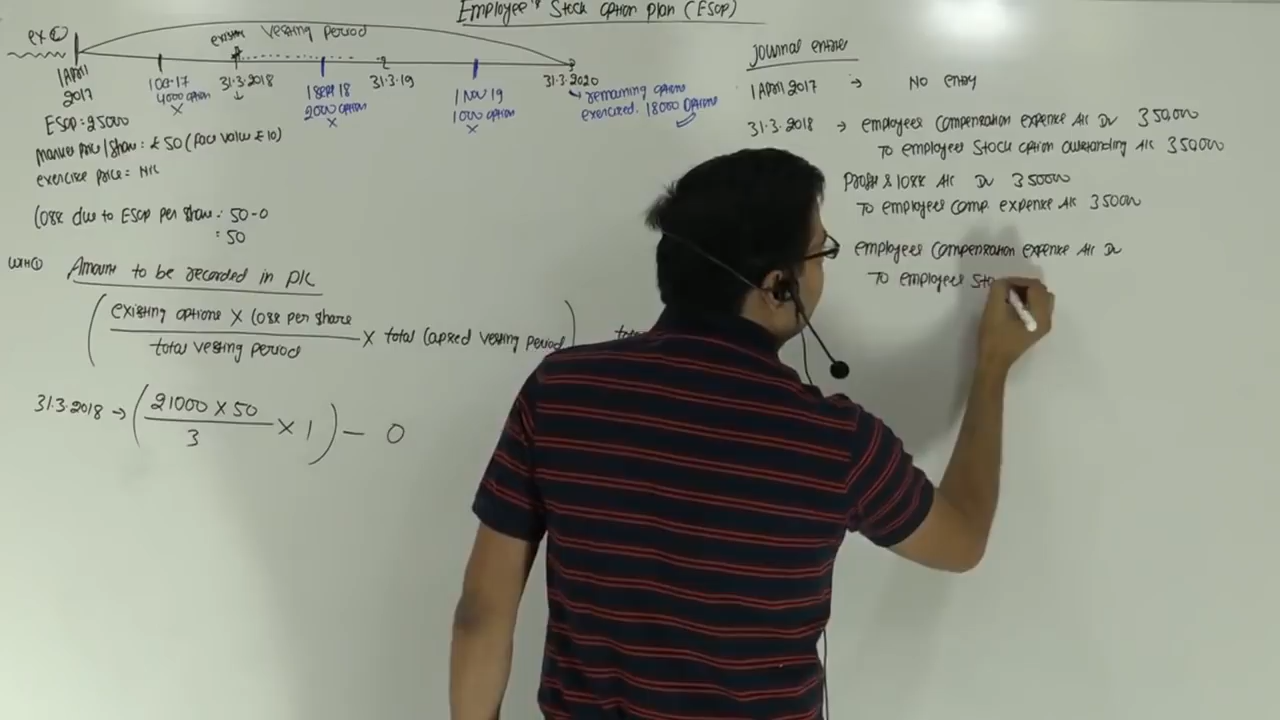 Employee's Stock option plan (ESOP)
ex ①
existing vesting period
1 April
2017
1 Oct-17
4000 option
X
31.3.2018
1 Sept 18
2000 option
X
31.3.19
1 Nov 19
1000 option
X
31.3.2020
remaining options
exercised. 18000 options
ESOP = 25000
Market price / share = ₹ 50 (face value ₹ 10)
exercise price = NIL
Loss due to ESOP per share = 50-0
= 50
WN ① Amount to be recorded in P/L
( existing options X Loss per share
total vesting period
X total lapsed vesting period )
31.3.2018 → ( 21000 X 50
3
X 1 ) — 0
Journal entries
1 April 2017 → No entry
31.3.2018 → employees compensation expense A/c Dr 350000
To employees stock option outstanding A/c 350000
Profit & loss A/c Dr 350000
To employees comp. expense A/c 350000
employees compensation expense A/c Dr
To employees Sto